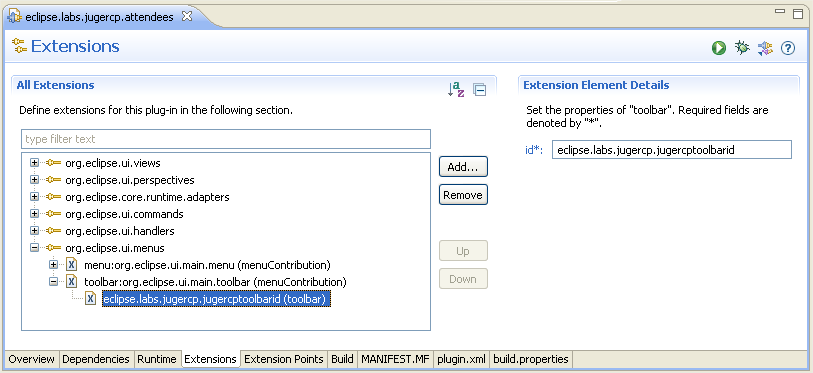 eclipse.labs.jugercp.attendees
Extensions
All Extensions
Define extensions for this plug-in in the following section.
type filter text
org.eclipse.ui.views
org.eclipse.ui.perspectives
org.eclipse.core.runtime.adapters
org.eclipse.ui.commands
org.eclipse.ui.handlers
org.eclipse.ui.menus
menu:org.eclipse.ui.main.menu (menuContribution)
toolbar:org.eclipse.ui.main.toolbar (menuContribution)
eclipse.labs.jugercp.jugercptoolbarid (toolbar)
Add...
Remove
Up
Down
Extension Element Details
Set the properties of "toolbar". Required fields are
denoted by "*".
id*: eclipse.labs.jugercp.jugercptoolbarid
Overview Dependencies Runtime Extensions Extension Points Build MANIFEST.MF plugin.xml build.properties